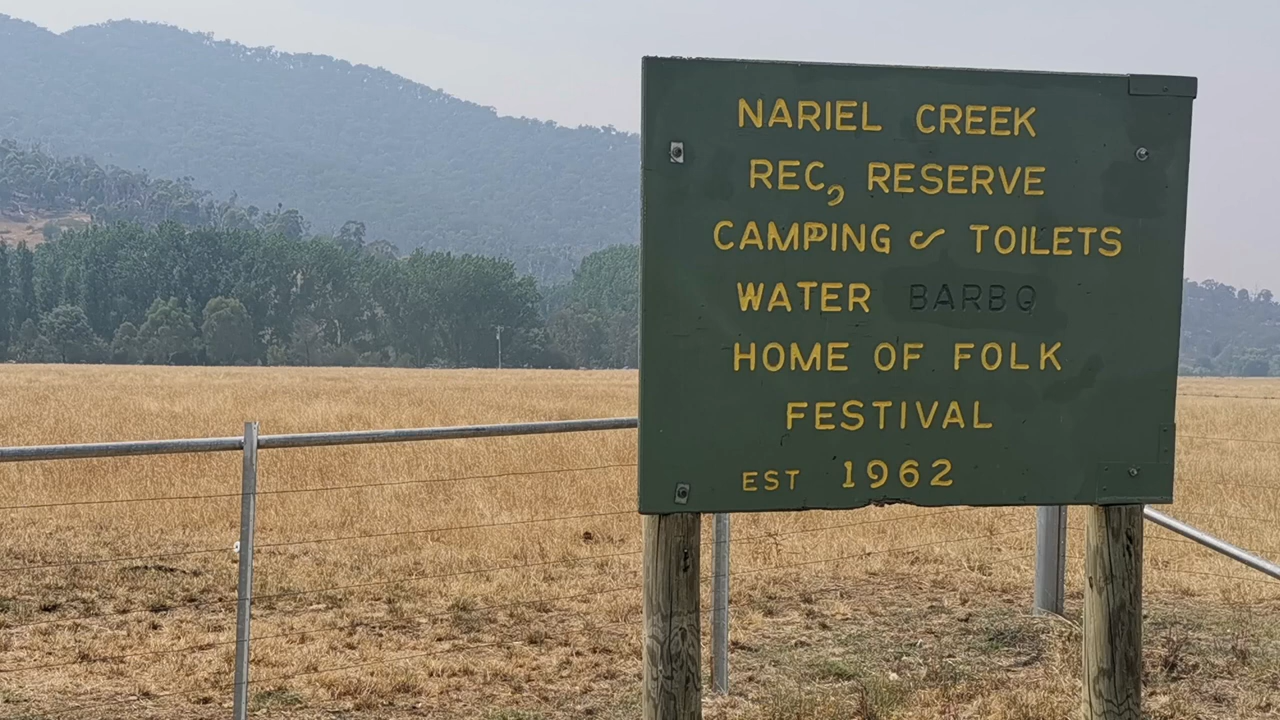 NARIEL CREEK
REC, RESERVE
CAMPING & TOILETS
WATER BARBQ
HOME OF FOLK
FESTIVAL
EST 1962